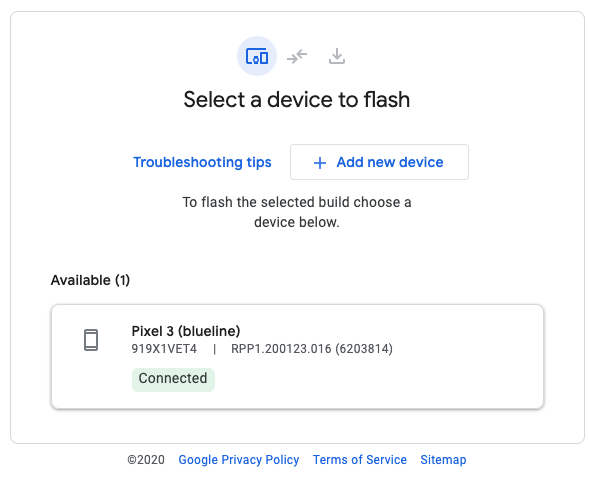 Select a device to flash
Troubleshooting tips
+ Add new device
To flash the selected build choose a
device below.
Available (1)
Pixel 3 (blueline)
919X1VET4 | RPP1.200123.016 (6203814)
Connected
©2020 Google Privacy Policy Terms of Service Sitemap